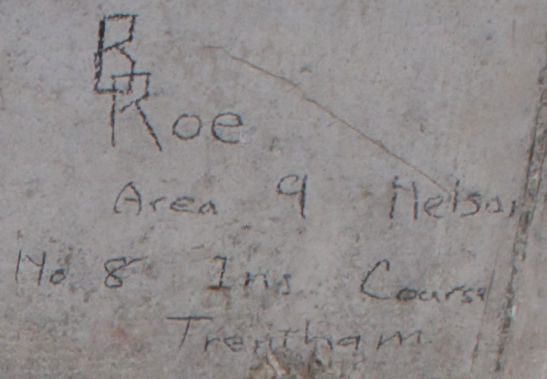 B
Roe
Area 9 Nelson
No. 8 Ins. Course
Trentham